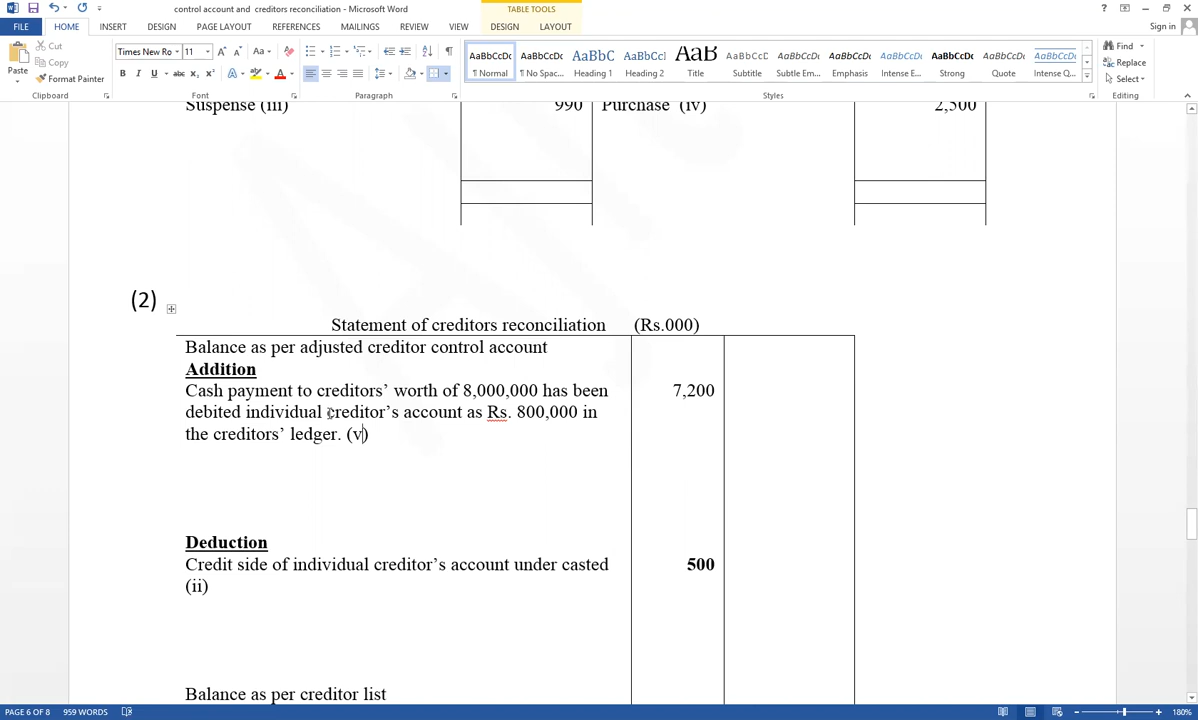 control account and creditors reconciliation - Microsoft Word
TABLE TOOLS
?
Sign in
FILE HOME INSERT DESIGN PAGE LAYOUT REFERENCES MAILINGS REVIEW VIEW DESIGN LAYOUT
Paste
Cut
Copy
Format Painter
Clipboard
Times New Ro 11
Font
Paragraph
AaBbCcDc ¶ Normal
AaBbCcDc ¶ No Spac...
AaBbC Heading 1
AaBbCcI Heading 2
AaB Title
AaBbCcC Subtitle
AaBbCcDc Subtle Em...
AaBbCcDc Emphasis
AaBbCcDc Intense E...
AaBbCcDc Strong
AaBbCcDc Quote
AaBbCcDc Intense Q...
Styles
Find
Replace
Select
Editing
Suspense (iii) 990 Purchase (iv) 2,500
(2)
Statement of creditors reconciliation (Rs.000)
Balance as per adjusted creditor control account
Addition
Cash payment to creditors’ worth of 8,000,000 has been 7,200
debited individual creditor’s account as Rs. 800,000 in
the creditors’ ledger. (v)
Deduction
Credit side of individual creditor’s account under casted 500
(ii)
Balance as per creditor list
PAGE 6 OF 8 959 WORDS 180%